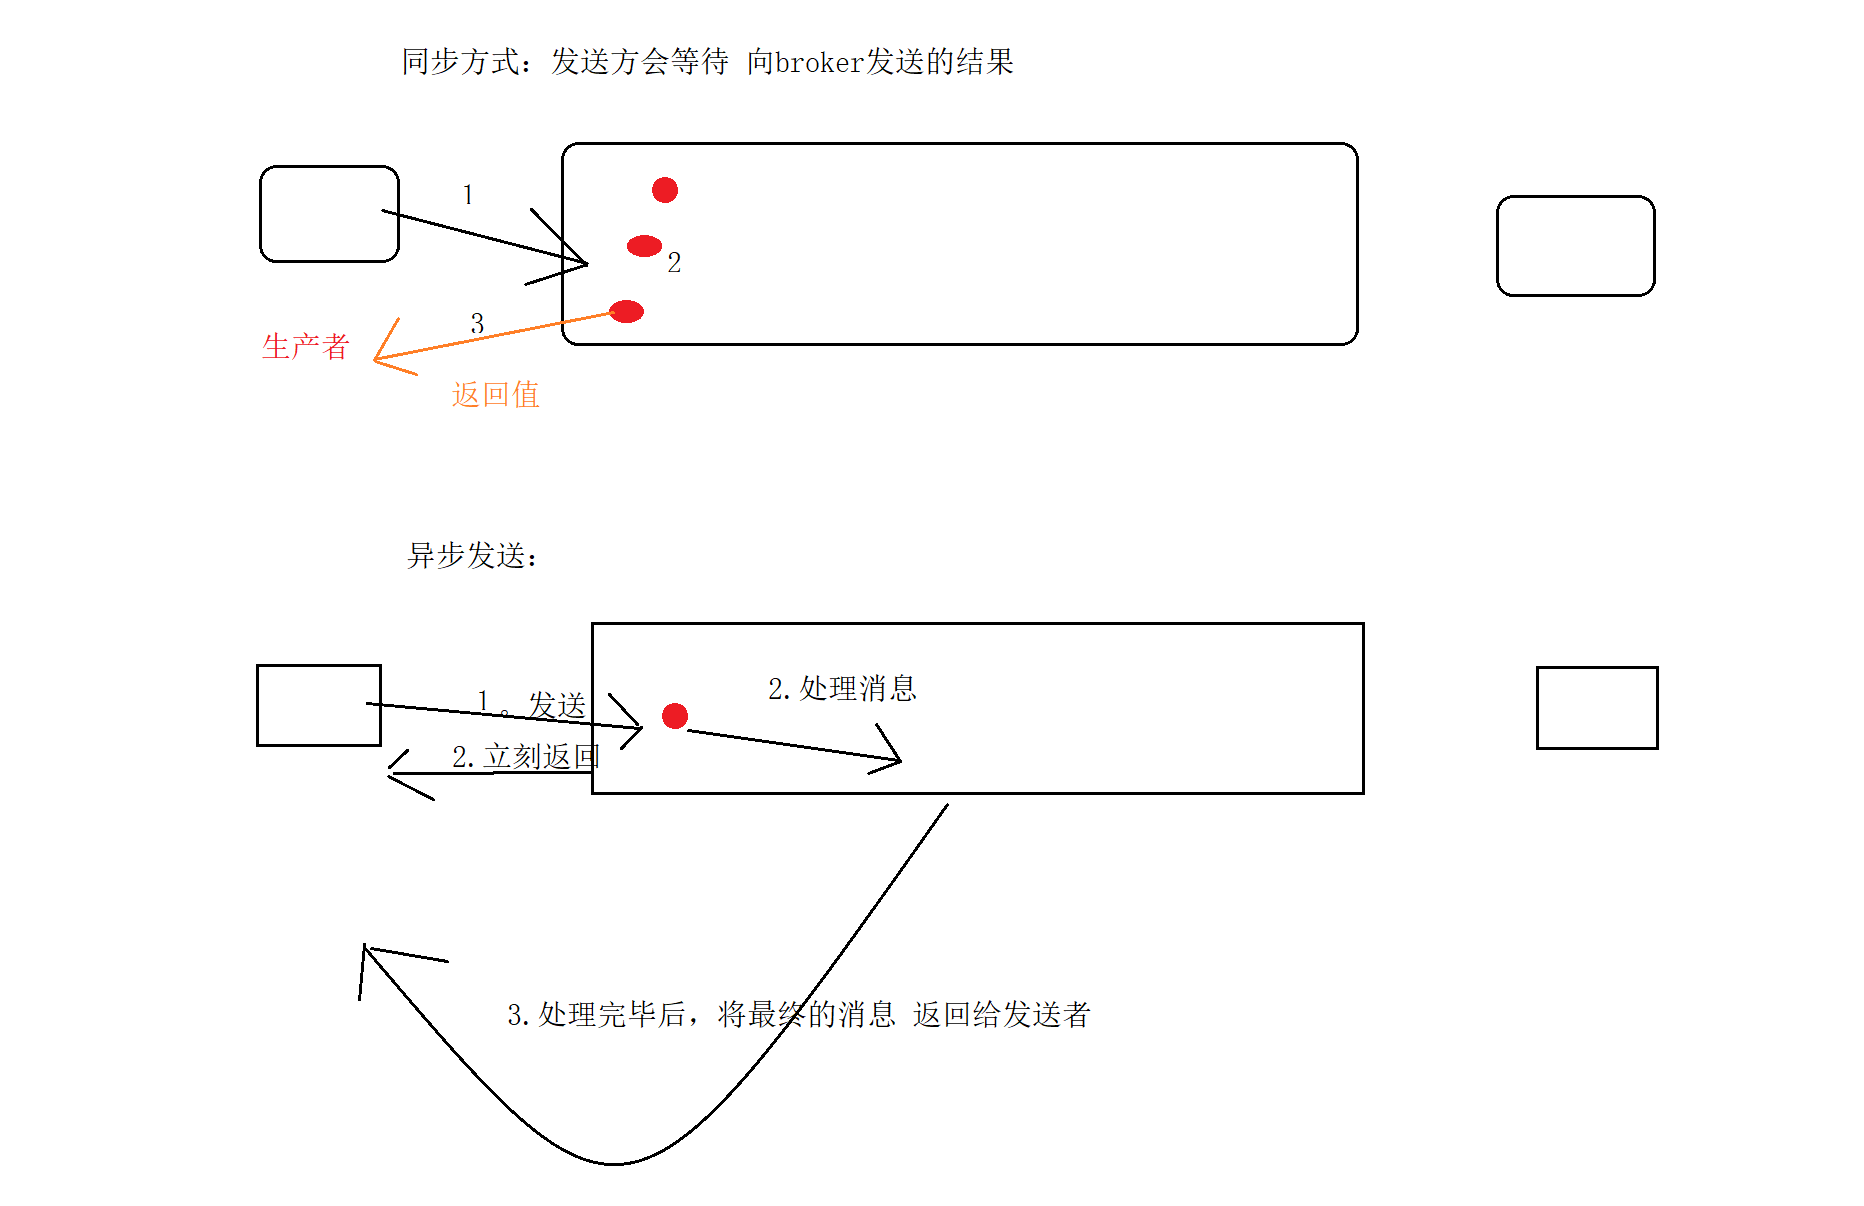 同步方式：发送方会等待 向broker发送的结果
1
2
3
生产者
返回值
异步发送：
2.处理消息
1。发送
2.立刻返回
3.处理完毕后，将最终的消息 返回给发送者